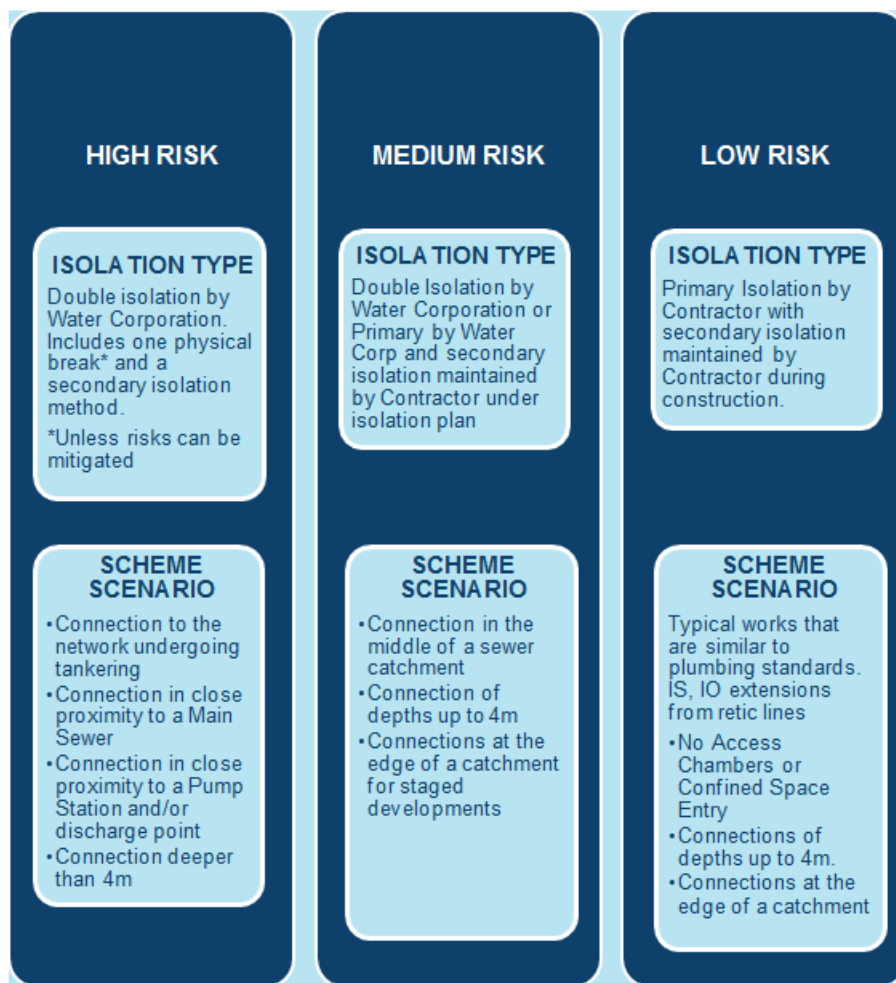 HIGH RISK
ISOLATION TYPE
Double isolation by
Water Corporation.
Includes one physical
break* and a
secondary isolation
method.
*Unless risks can be
mitigated
SCHEME
SCENARIO
•Connection to the
network undergoing
tankering
•Connection in close
proximity to a Main
Sewer
•Connection in close
proximity to a Pump
Station and/or
discharge point
•Connection deeper
than 4m
MEDIUM RISK
ISOLATION TYPE
Double Isolation by
Water Corporation or
Primary by Water
Corp and secondary
isolation maintained
by Contractor under
isolation plan
SCHEME
SCENARIO
•Connection in the
middle of a sewer
catchment
•Connection of
depths up to 4m
•Connections at the
edge of a catchment
for staged
developments
LOW RISK
ISOLATION TYPE
Primary Isolation by
Contractor with
secondary isolation
maintained by
Contractor during
construction.
SCHEME
SCENARIO
Typical works that
are similar to
plumbing standards.
IS, IO extensions
from retic lines
•No Access
Chambers or
Confined Space
Entry
•Connections of
depths up to 4m.
•Connections at the
edge of a catchment